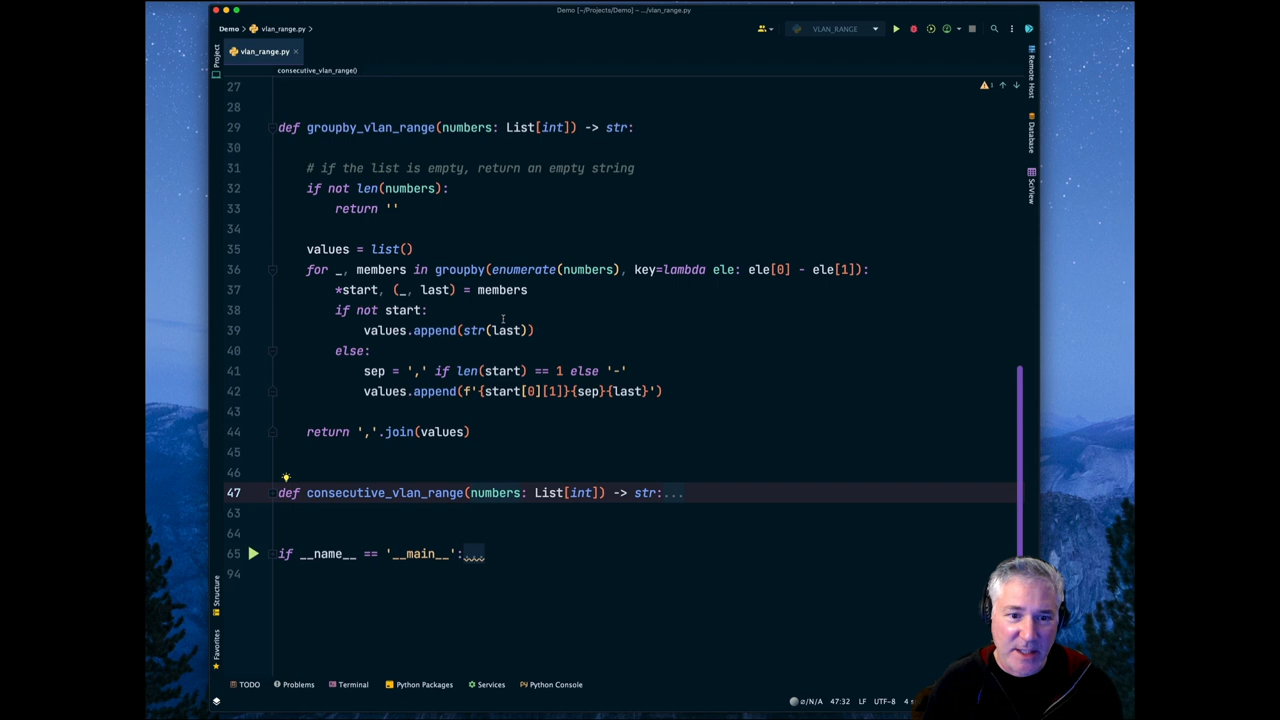 Demo [~/Projects/Demo] – .../vlan_range.py
Demo
vlan_range.py
VLAN_RANGE
Project
vlan_range.py
consecutive_vlan_range()
27
28
29 def groupby_vlan_range(numbers: List[int]) -> str:
30
31 # if the list is empty, return an empty string
32 if not len(numbers):
33 return ''
34
35 values = list()
36 for _, members in groupby(enumerate(numbers), key=lambda ele: ele[0] - ele[1]):
37 *start, (_, last) = members
38 if not start:
39 values.append(str(last))
40 else:
41 sep = ',' if len(start) == 1 else '-'
42 values.append(f'{start[0][1]}{sep}{last}')
43
44 return ','.join(values)
45
46
47 def consecutive_vlan_range(numbers: List[int]) -> str:...
63
64
65 if __name__ == '__main__':...
94
Remote Host
Database
SciView
Structure
Favorites
TODO
Problems
Terminal
Python Packages
Services
Python Console
⌀/N/A
47:32
LF
UTF-8
4 s